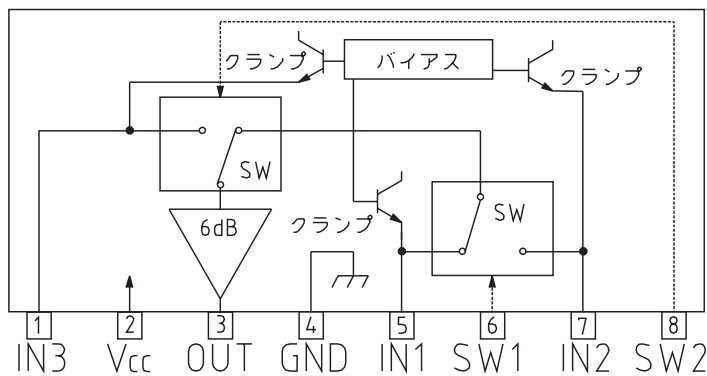 クランプ バイアス クランプ
SW
クランプ SW
6dB
1 2 3 4 5 6 7 8
IN3 Vcc OUT GND IN1 SW1 IN2 SW2